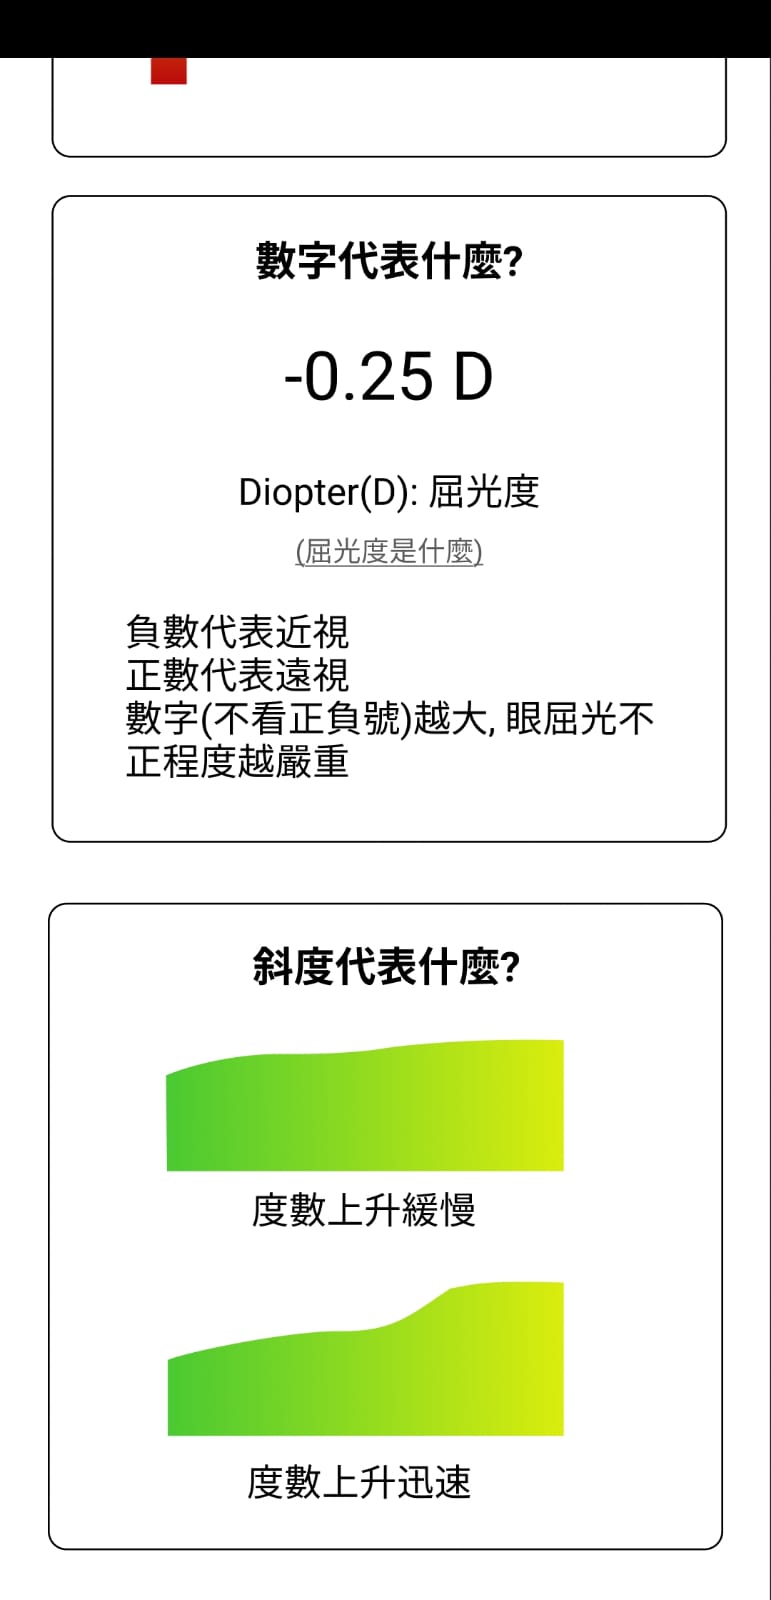 數字代表什麼?
-0.25 D
Diopter(D): 屈光度
(屈光度是什麼)
負數代表近視
正數代表遠視
數字(不看正負號)越大, 眼屈光不
正程度越嚴重
斜度代表什麼?
度數上升緩慢
度數上升迅速